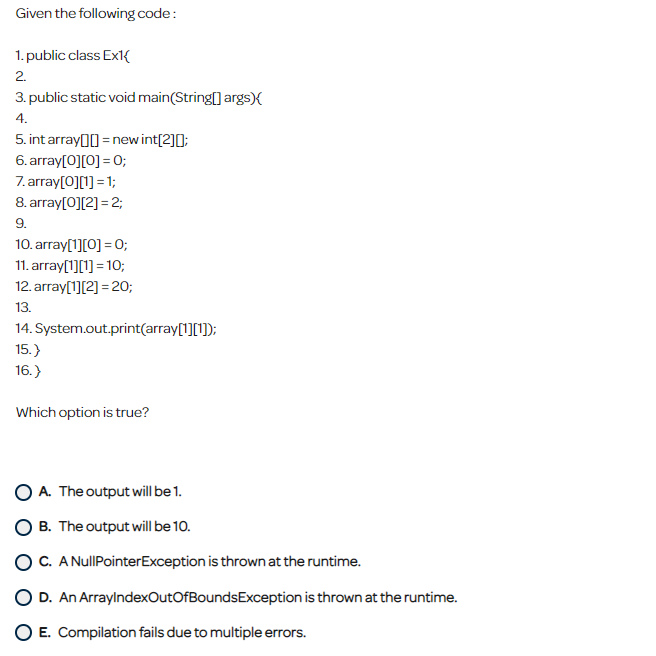 Given the following code :
1. public class Ex1{
2.
3. public static void main(String[] args){
4.
5. int array[][] = new int[2][];
6. array[0][0] = 0;
7. array[0][1] = 1;
8. array[0][2] = 2;
9.
10. array[1][0] = 0;
11. array[1][1] = 10;
12. array[1][2] = 20;
13.
14. System.out.print(array[1][1]);
15. }
16. }
Which option is true?
A. The output will be 1.
B. The output will be 10.
C. A NullPointerException is thrown at the runtime.
D. An ArrayIndexOutOfBoundsException is thrown at the runtime.
E. Compilation fails due to multiple errors.